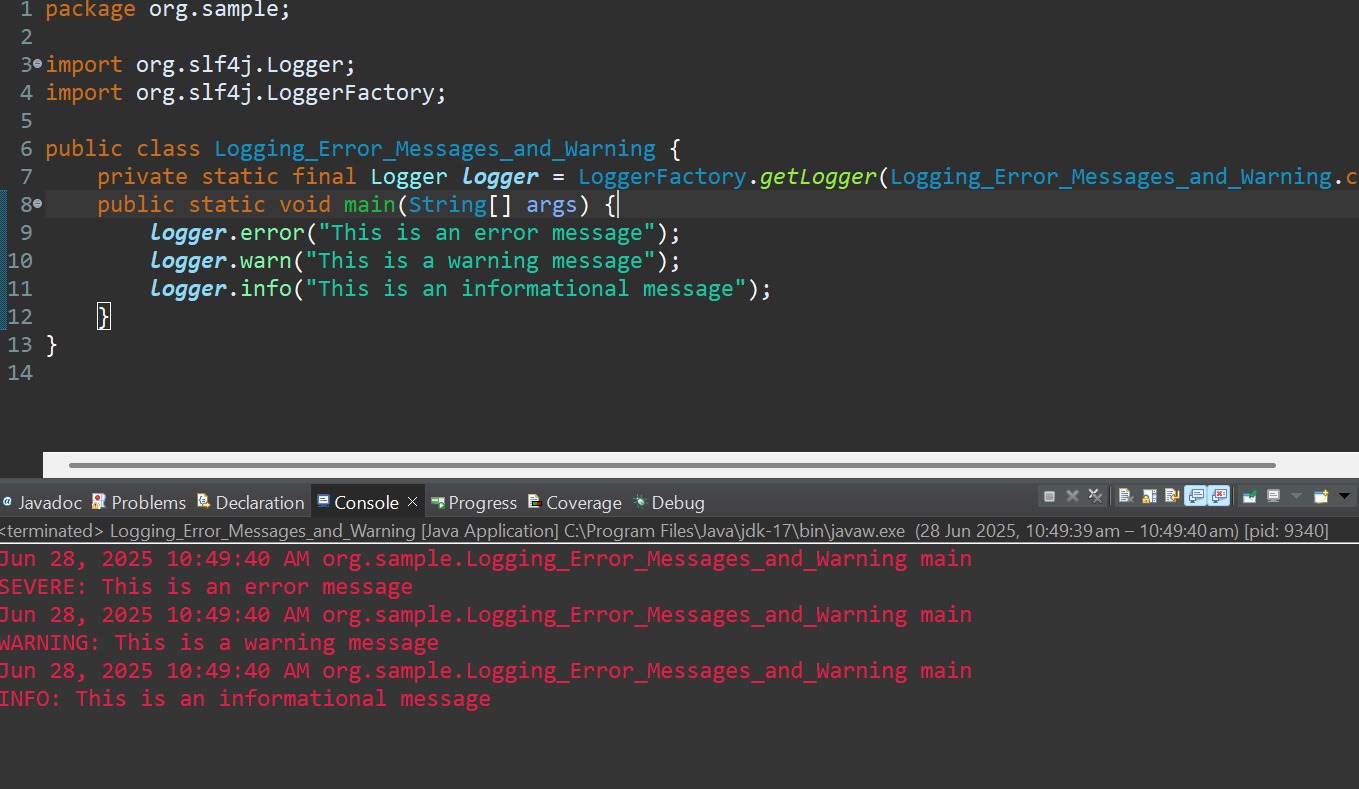 1 package org.sample;
2
3 import org.slf4j.Logger;
4 import org.slf4j.LoggerFactory;
5
6 public class Logging_Error_Messages_and_Warning {
7     private static final Logger logger = LoggerFactory.getLogger(Logging_Error_Messages_and_Warning.c
8     public static void main(String[] args) {
9         logger.error("This is an error message");
10         logger.warn("This is a warning message");
11         logger.info("This is an informational message");
12     }
13 }
14
@ Javadoc Problems Declaration Console × Progress Coverage Debug
<terminated> Logging_Error_Messages_and_Warning [Java Application] C:\Program Files\Java\jdk-17\bin\javaw.exe (28 Jun 2025, 10:49:39 am – 10:49:40 am) [pid: 9340]
Jun 28, 2025 10:49:40 AM org.sample.Logging_Error_Messages_and_Warning main
SEVERE: This is an error message
Jun 28, 2025 10:49:40 AM org.sample.Logging_Error_Messages_and_Warning main
WARNING: This is a warning message
Jun 28, 2025 10:49:40 AM org.sample.Logging_Error_Messages_and_Warning main
INFO: This is an informational message